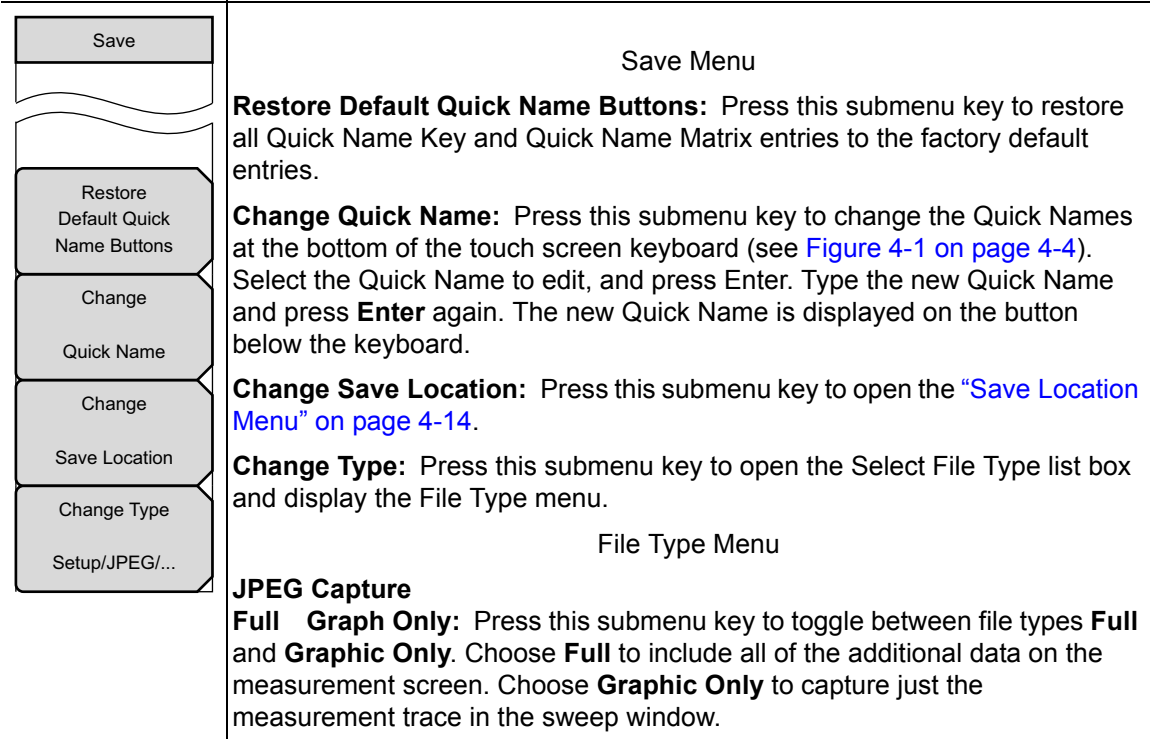 Save
Restore
Default Quick
Name Buttons
Change
Quick Name
Change
Save Location
Change Type
Setup/JPEG/...
Save Menu
Restore Default Quick Name Buttons: Press this submenu key to restore
all Quick Name Key and Quick Name Matrix entries to the factory default
entries.
Change Quick Name: Press this submenu key to change the Quick Names
at the bottom of the touch screen keyboard (see Figure 4-1 on page 4-4).
Select the Quick Name to edit, and press Enter. Type the new Quick Name
and press Enter again. The new Quick Name is displayed on the button
below the keyboard.
Change Save Location: Press this submenu key to open the “Save Location
Menu” on page 4-14.
Change Type: Press this submenu key to open the Select File Type list box
and display the File Type menu.
File Type Menu
JPEG Capture
Full Graph Only: Press this submenu key to toggle between file types Full
and Graphic Only. Choose Full to include all of the additional data on the
measurement screen. Choose Graphic Only to capture just the
measurement trace in the sweep window.